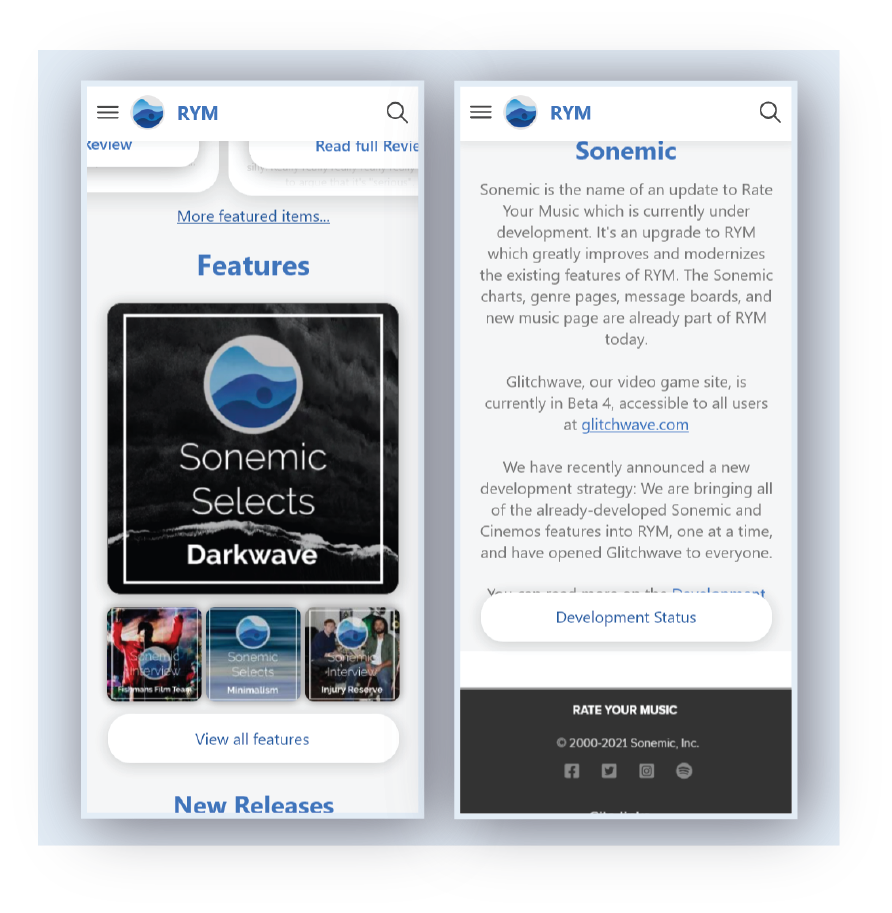 RYM
Review
Read full Revie
More featured items...
Features
Sonemic
Selects
Darkwave
Sonemic
Interview
Fishmans Film Team
Sonemic
Selects
Minimalism
Sonemic
Interview
Injury Reserve
View all features
New Releases
RYM
Sonemic
Sonemic is the name of an update to Rate
Your Music which is currently under
development. It's an upgrade to RYM
which greatly improves and modernizes
the existing features of RYM. The Sonemic
charts, genre pages, message boards, and
new music page are already part of RYM
today.
Glitchwave, our video game site, is
currently in Beta 4, accessible to all users
at glitchwave.com
We have recently announced a new
development strategy: We are bringing all
of the already-developed Sonemic and
Cinemos features into RYM, one at a time,
and have opened Glitchwave to everyone.
You can read more on the Development
Development Status
RATE YOUR MUSIC
© 2000-2021 Sonemic, Inc.